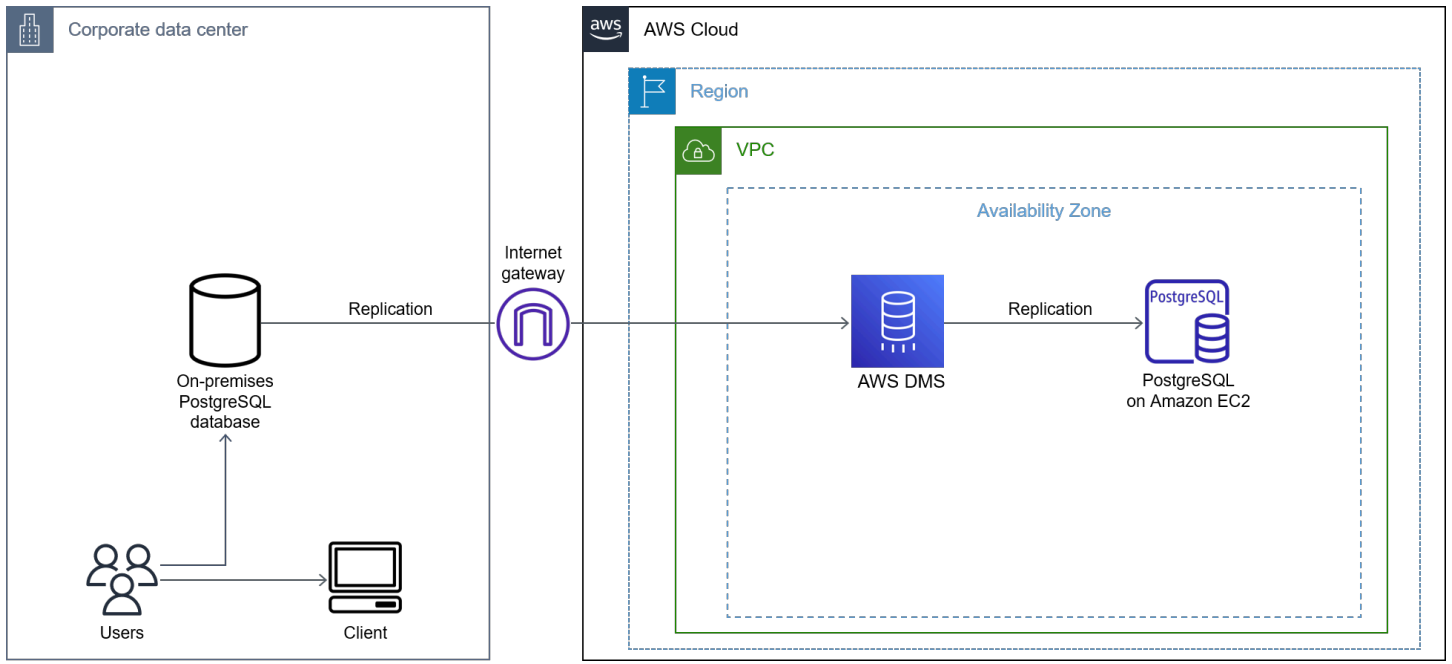 Corporate data center
aws
AWS Cloud
Region
VPC
Availability Zone
Internet
gateway
Replication
Replication
PostgreSQL
On-premises
PostgreSQL
database
AWS DMS
PostgreSQL
on Amazon EC2
Users
Client